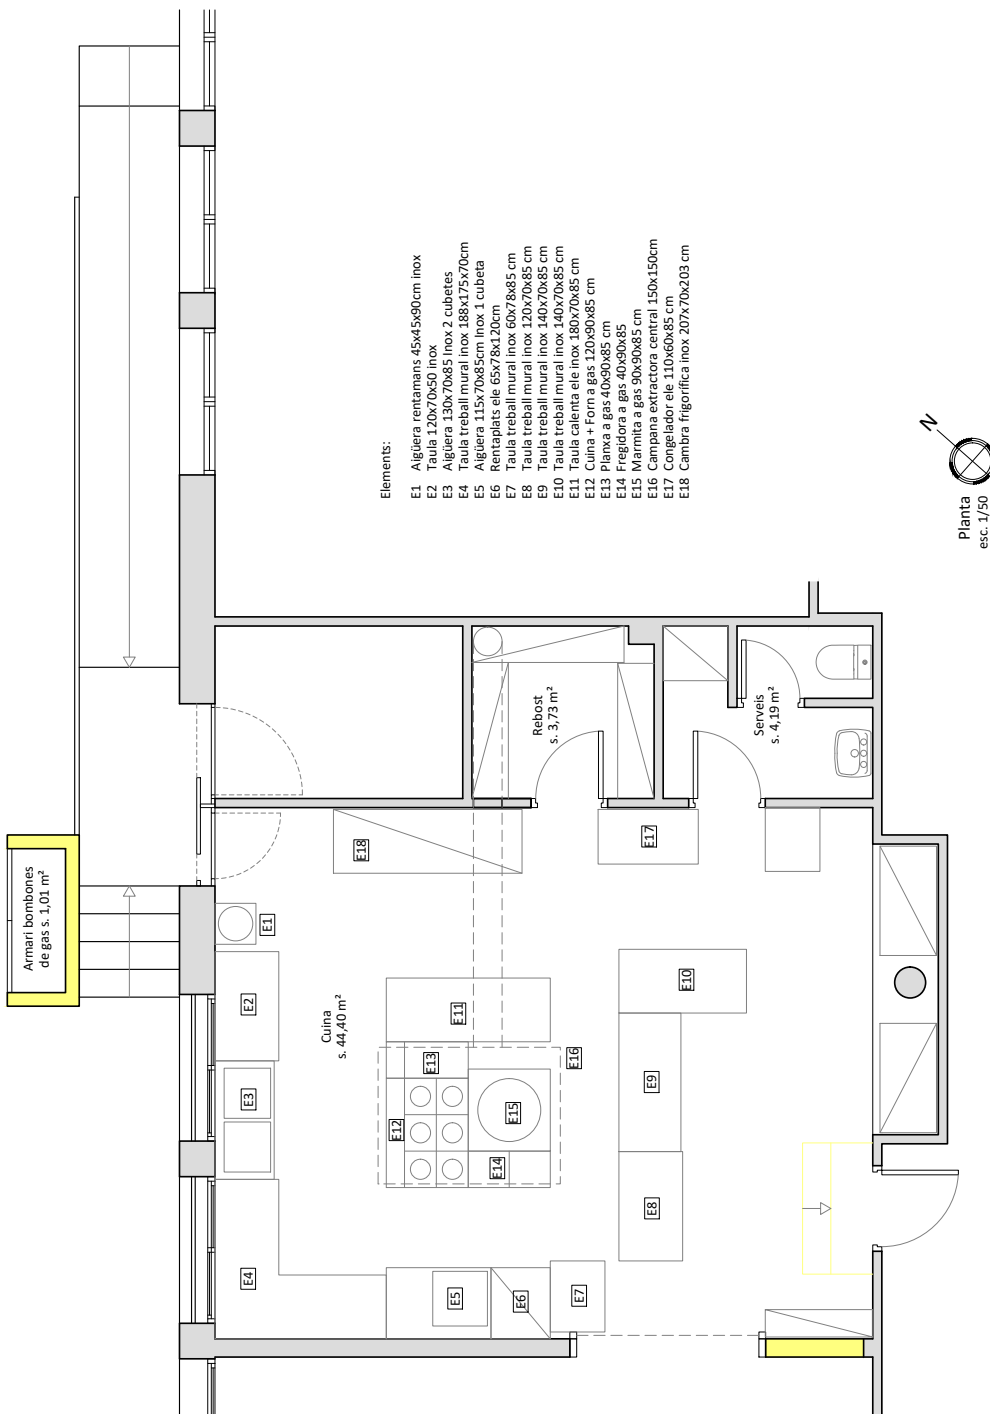 Armari bombones
de gas s. 1,01 m²
Elements:
E1 Aigüera rentamans 45x45x90cm inox
E2 Taula 120x70x50 inox
E3 Aigüera 130x70x85 Inox 2 cubetes
E4 Taula treball mural inox 188x175x70cm
E5 Aigüera 115x70x85cm Inox 1 cubeta
E6 Rentaplats ele 65x78x120cm
E7 Taula treball mural inox 60x78x85 cm
E8 Taula treball mural inox 120x70x85 cm
E9 Taula treball mural inox 140x70x85 cm
E10 Taula treball mural inox 140x70x85 cm
E11 Taula calenta ele inox 180x70x85 cm
E12 Cuina + Forn a gas 120x90x85 cm
E13 Planxa a gas 40x90x85 cm
E14 Fregidora a gas 40x90x85
E15 Marmita a gas 90x90x85 cm
E16 Campana extractora central 150x150cm
E17 Congelador ele 110x60x85 cm
E18 Cambra frigorífica inox 207x70x203 cm
N
Planta
esc. 1/50
Rebost
s. 3,73 m²
Serveis
s. 4,19 m²
Cuina
s. 44,40 m²
E1
E2
E3
E4
E5
E6
E7
E8
E9
E10
E11
E12
E13
E14
E15
E16
E17
E18